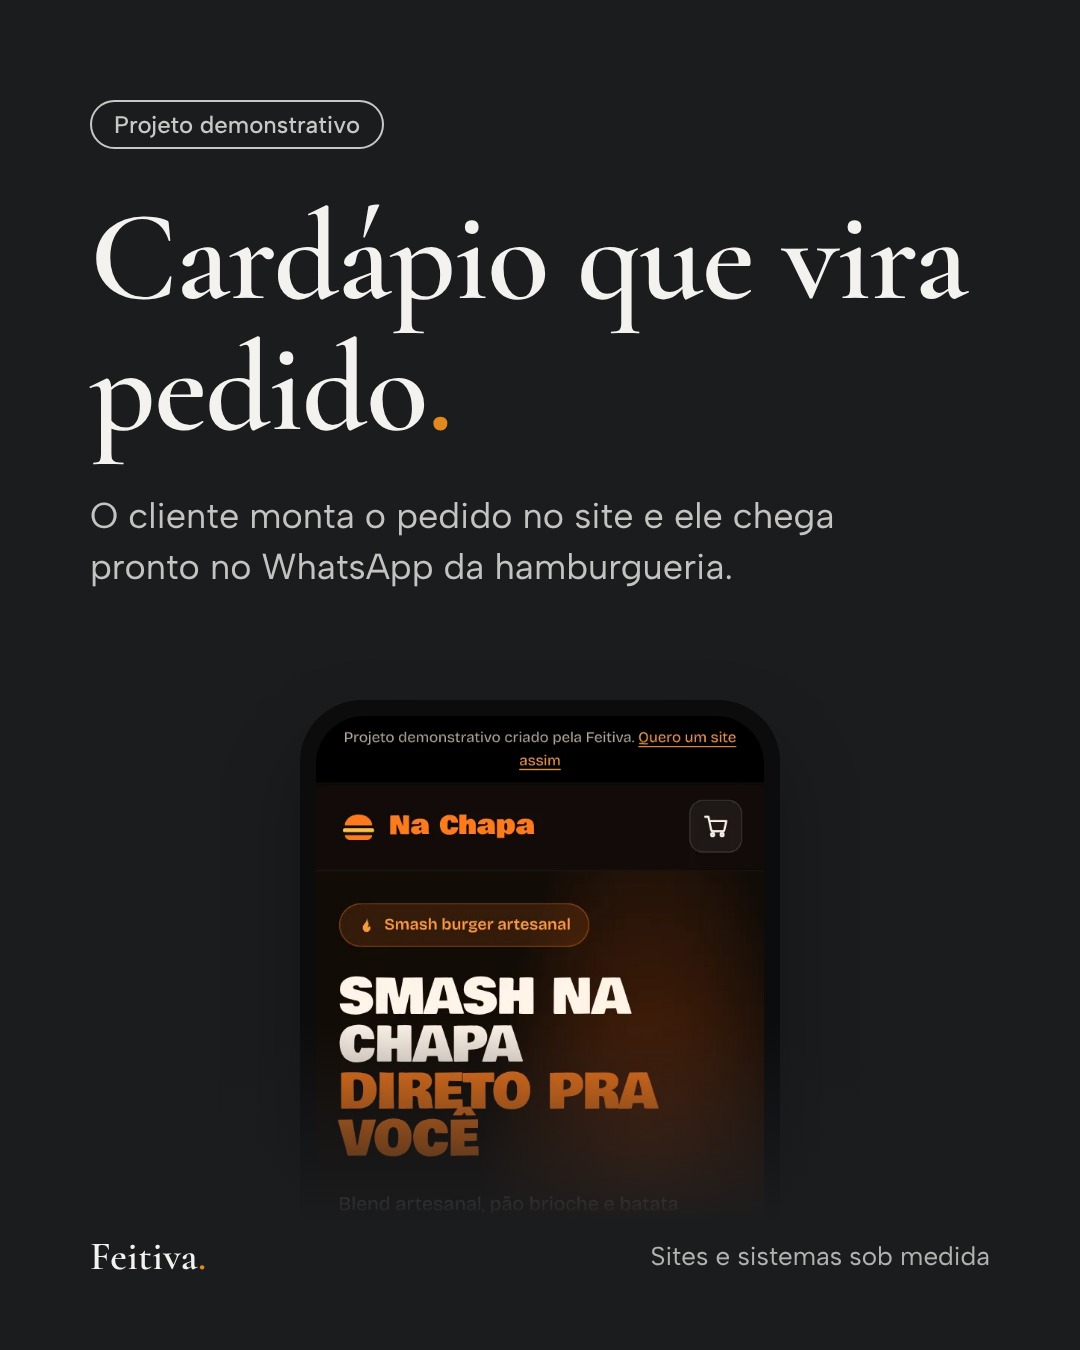 Projeto demonstrativo
Cardápio que vira
pedido.
O cliente monta o pedido no site e ele chega
pronto no WhatsApp da hamburgueria.
Projeto demonstrativo criado pela Feitiva. Quero um site
assim
Na Chapa
Smash burger artesanal
SMASH NA
CHAPA
DIRETO PRA
VOCÊ
Blend artesanal, pão brioche e batata
Feitiva.
Sites e sistemas sob medida